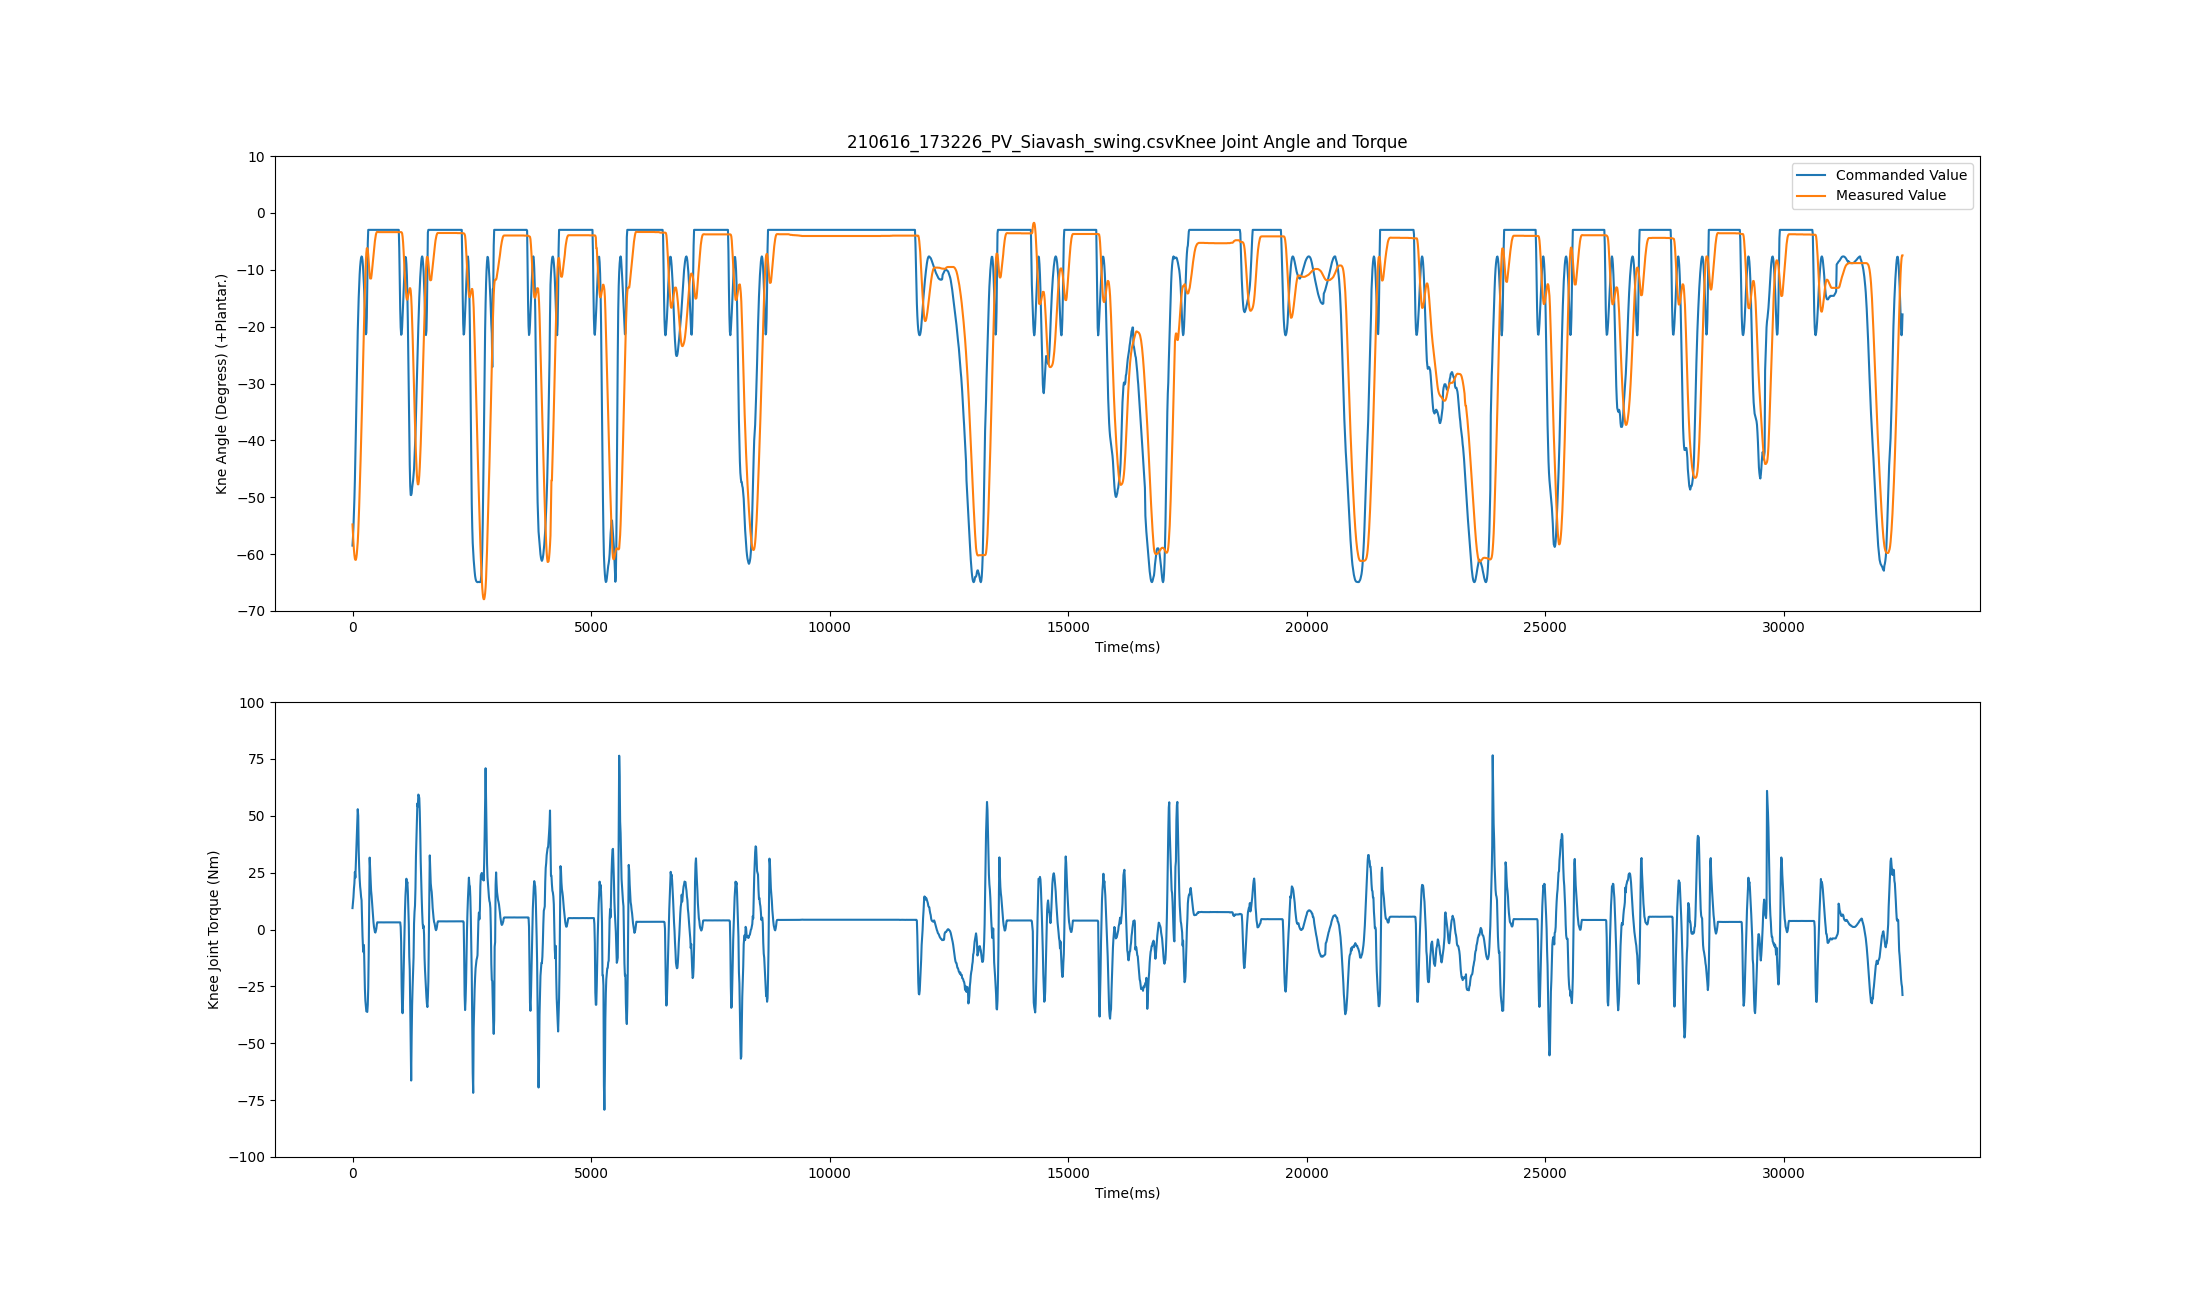 210616_173226_PV_Siavash_swing.csvKnee Joint Angle and Torque
Commanded Value
Measured Value
Kne Angle (Degress) (+Plantar.)
10
0
−10
−20
−30
−40
−50
−60
−70
0 5000 10000 15000 20000 25000 30000
Time(ms)
Knee Joint Torque (Nm)
100
75
50
25
0
−25
−50
−75
−100
0 5000 10000 15000 20000 25000 30000
Time(ms)